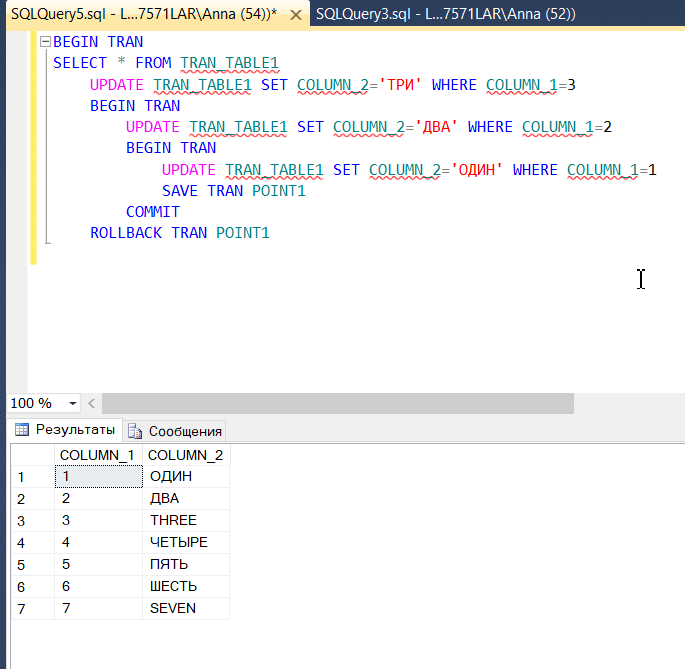 SQLQuery5.sql - L...7571LAR\Anna (54))* SQLQuery3.sql - L...7571LAR\Anna (52))
BEGIN TRAN
SELECT * FROM TRAN_TABLE1
UPDATE TRAN_TABLE1 SET COLUMN_2='ТРИ' WHERE COLUMN_1=3
BEGIN TRAN
UPDATE TRAN_TABLE1 SET COLUMN_2='ДВА' WHERE COLUMN_1=2
BEGIN TRAN
UPDATE TRAN_TABLE1 SET COLUMN_2='ОДИН' WHERE COLUMN_1=1
SAVE TRAN POINT1
COMMIT
ROLLBACK TRAN POINT1
100 %
Результаты Сообщения
COLUMN_1 COLUMN_2
1 1 ОДИН
2 2 ДВА
3 3 THREE
4 4 ЧЕТЫРЕ
5 5 ПЯТЬ
6 6 ШЕСТЬ
7 7 SEVEN